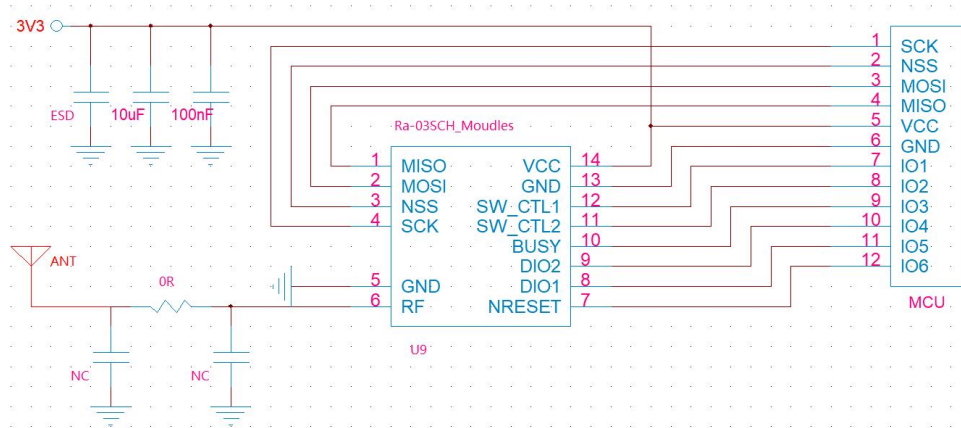 3V3
ESD
10uF
100nF
Ra-03SCH_Moudles
1 MISO
2 MOSI
3 NSS
4 SCK
5 GND
6 RF
VCC 14
GND 13
SW_CTL1 12
SW_CTL2 11
BUSY 10
DIO2 9
DIO1 8
NRESET 7
U9
1 SCK
2 NSS
3 MOSI
4 MISO
5 VCC
6 GND
7 IO1
8 IO2
9 IO3
10 IO4
11 IO5
12 IO6
MCU
ANT
0R
NC
NC